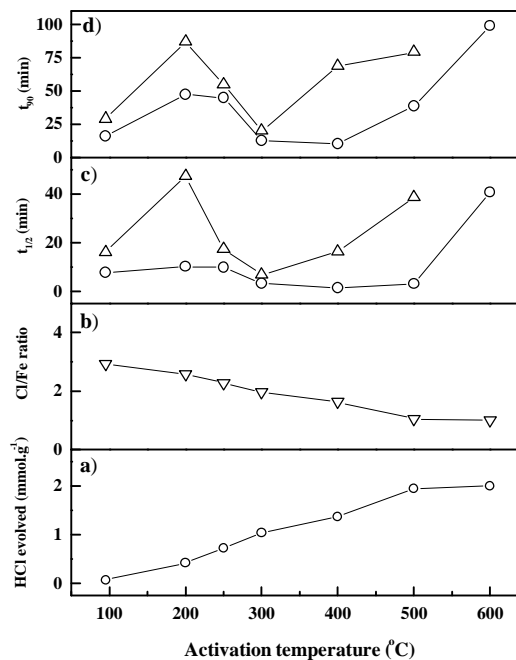 d)
t90 (min)
100
75
50
25
0
c)
t1/2 (min)
40
20
0
b)
Cl/Fe ratio
4
2
0
a)
HCl evolved (mmol.g-1)
2
1
0
100 200 300 400 500 600
Activation temperature (oC)